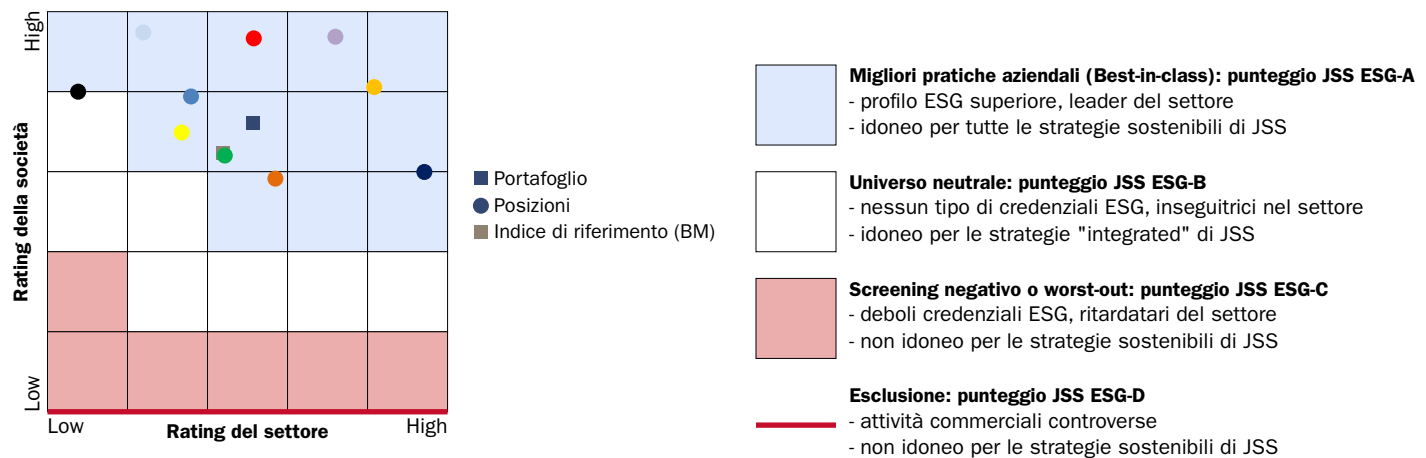 High
Rating della società
Low
Low
Rating del settore
High
Portafoglio
Posizioni
Indice di riferimento (BM)
Migliori pratiche aziendali (Best-in-class): punteggio JSS ESG-A
- profilo ESG superiore, leader del settore
- idoneo per tutte le strategie sostenibili di JSS
Universo neutrale: punteggio JSS ESG-B
- nessun tipo di credenziali ESG, inseguitrici nel settore
- idoneo per le strategie "integrated" di JSS
Screening negativo o worst-out: punteggio JSS ESG-C
- deboli credenziali ESG, ritardatari del settore
- non idoneo per le strategie sostenibili di JSS
Esclusione: punteggio JSS ESG-D
- attività commerciali controverse
- non idoneo per le strategie sostenibili di JSS